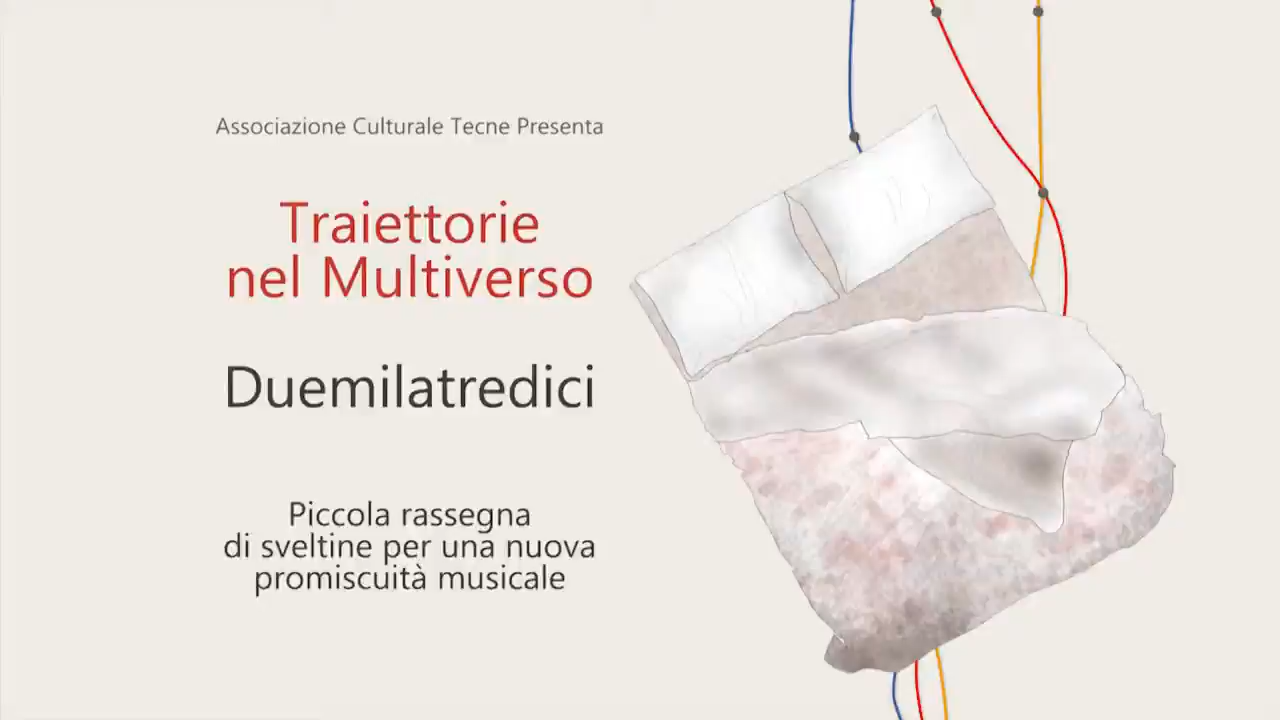 Associazione Culturale Tecne Presenta
Traiettorie
nel Multiverso
Duemilatredici
Piccola rassegna
di sveltine per una nuova
promiscuità musicale